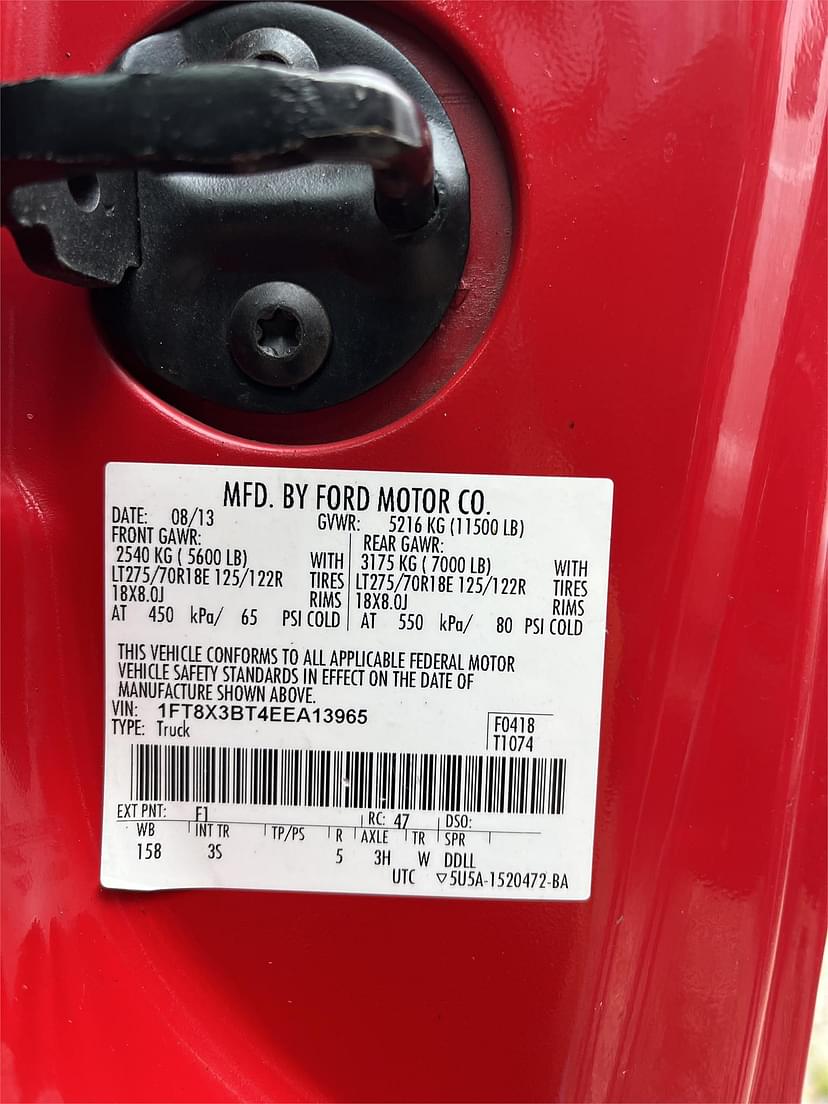 MFD. BY FORD MOTOR CO.
DATE: 08/13 GVWR: 5216 KG (11500 LB)
FRONT GAWR: REAR GAWR:
2540 KG ( 5600 LB) WITH 3175 KG ( 7000 LB) WITH
LT275/70R18E 125/122R TIRES LT275/70R18E 125/122R TIRES
18X8.0J RIMS 18X8.0J RIMS
AT 450 kPa/ 65 PSI COLD AT 550 kPa/ 80 PSI COLD
THIS VEHICLE CONFORMS TO ALL APPLICABLE FEDERAL MOTOR
VEHICLE SAFETY STANDARDS IN EFFECT ON THE DATE OF
MANUFACTURE SHOWN ABOVE.
VIN: 1FT8X3BT4EEA13965 F0418
TYPE: Truck T1074
EXT PNT: F1 RC: 47 DSO:
WB INT TR TP/PS R AXLE TR SPR
158 3S 5 3H W DDLL
UTC ▽5U5A-1520472-BA